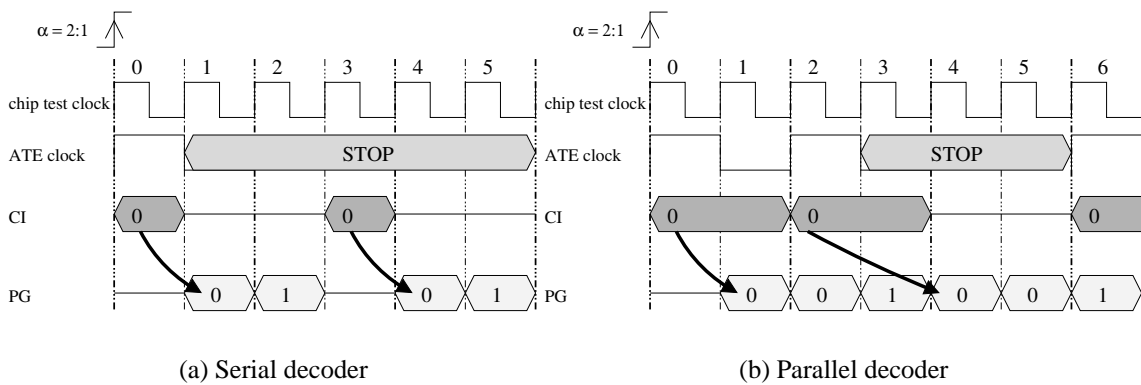 α = 2:1
0 1 2 3 4 5
chip test clock
ATE clock
STOP
CI
0 0
PG
0 1 0 1
(a) Serial decoder
α = 2:1
0 1 2 3 4 5 6
chip test clock
ATE clock
STOP
CI
0 0 0
PG
0 0 1 0 0 1
(b) Parallel decoder